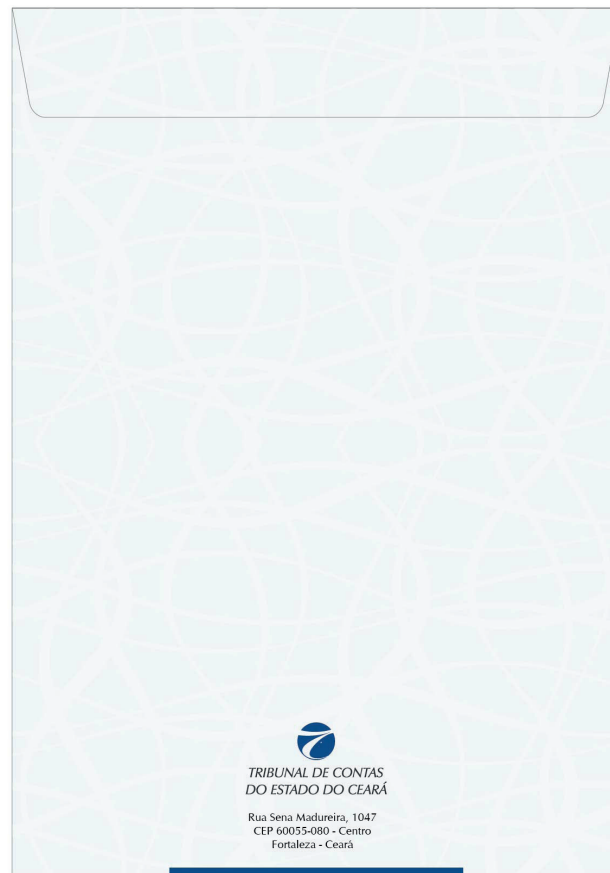 TRIBUNAL DE CONTAS
DO ESTADO DO CEARÁ
Rua Sena Madureira, 1047
CEP 60055-080 - Centro
Fortaleza - Ceará